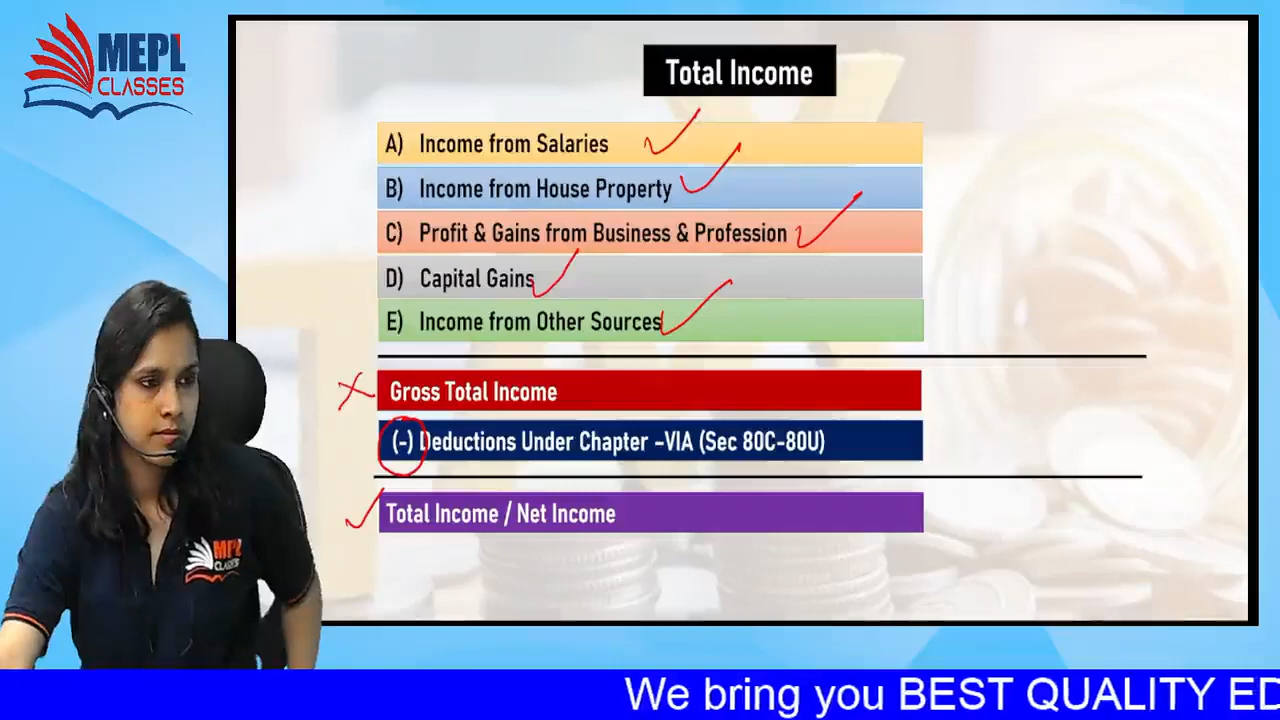 MEPL
CLASSES
Total Income
A) Income from Salaries
B) Income from House Property
C) Profit & Gains from Business & Profession
D) Capital Gains
E) Income from Other Sources
Gross Total Income
(-) Deductions Under Chapter -VIA (Sec 80C-80U)
Total Income / Net Income
MEPL
CLASSES
We bring you BEST QUALITY ED